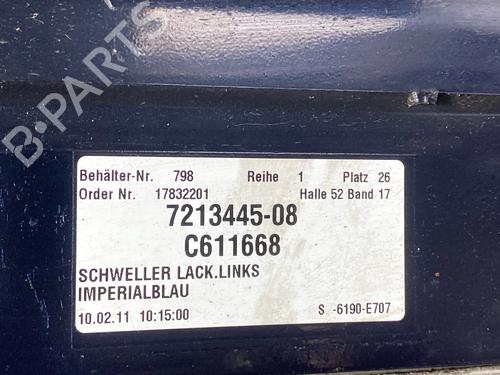 B-PARTS
Behälter-Nr. 798 Reihe 1 Platz 26
Order Nr. 17832201 Halle 52 Band 17
7213445-08
C611668
SCHWELLER LACK.LINKS
IMPERIALBLAU
10.02.11 10:15:00 S -6190-E707